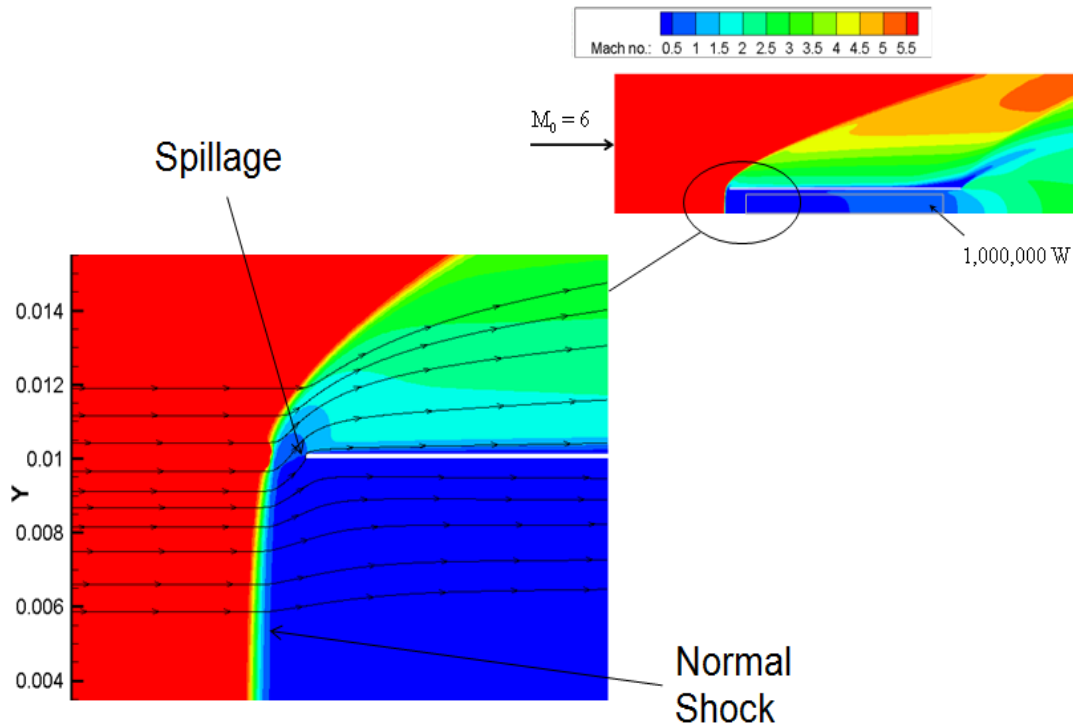 Mach no.: 0.5 1 1.5 2 2.5 3 3.5 4 4.5 5 5.5
M₀ = 6
Spillage
1,000,000 W
0.014
0.012
0.01
Y
0.008
0.006
0.004
Normal
Shock